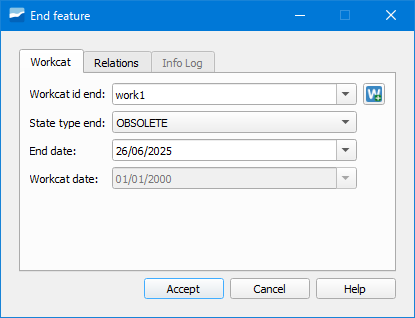 End feature
Workcat Relations Info Log
Workcat id end: work1
State type end: OBSOLETE
End date: 26/06/2025
Workcat date: 01/01/2000
Accept Cancel Help